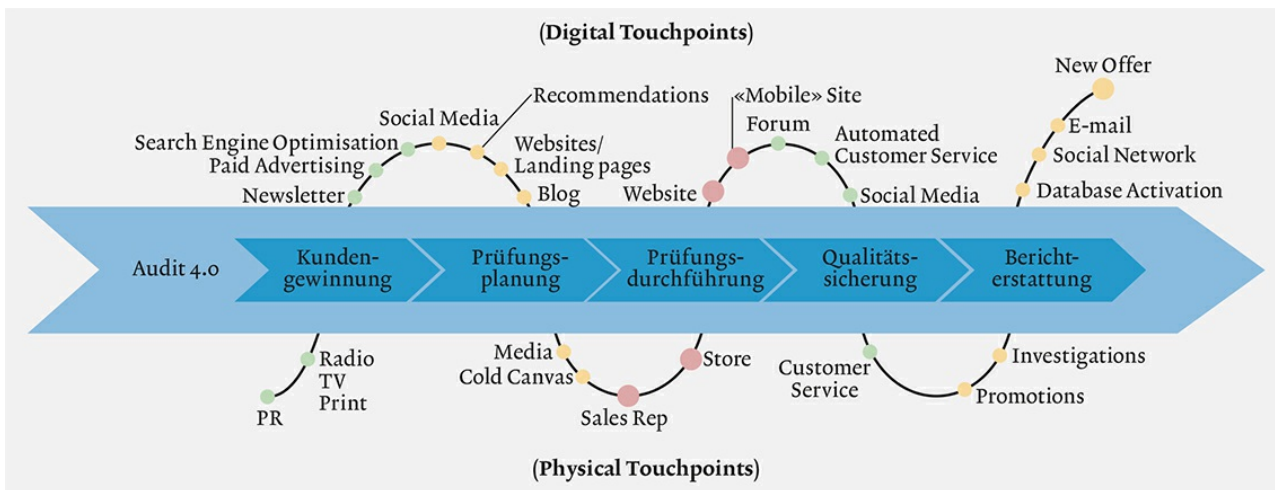 (Digital Touchpoints)
New Offer
Recommendations
«Mobile» Site
Social Media
Forum
E-mail
Search Engine Optimisation
Websites/
Landing pages
Automated
Customer Service
Social Network
Paid Advertising
Newsletter
Blog
Website
Social Media
Database Activation
Audit 4.0
Kunden-
gewinnung
Prüfungs-
planung
Prüfungs-
durchführung
Qualitäts-
sicherung
Bericht-
erstattung
Radio
TV
Print
PR
Media
Cold Canvas
Sales Rep
Store
Customer
Service
Investigations
Promotions
(Physical Touchpoints)